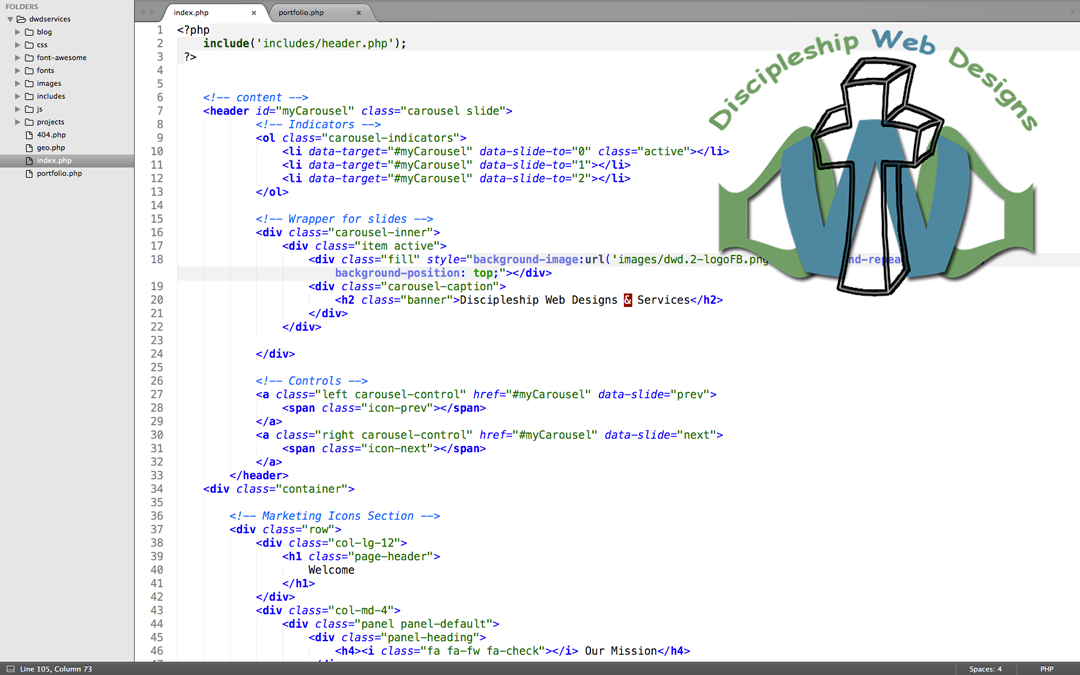 FOLDERS
dwdservices
blog
css
font-awesome
fonts
images
includes
js
projects
404.php
geo.php
index.php
portfolio.php
index.php × portfolio.php ×
Discipleship Web Designs
1 <?php
2 include('includes/header.php');
3 ?>
4
5
6 <!-- content -->
7 <header id="myCarousel" class="carousel slide">
8 <!-- Indicators -->
9 <ol class="carousel-indicators">
10 <li data-target="#myCarousel" data-slide-to="0" class="active"></li>
11 <li data-target="#myCarousel" data-slide-to="1"></li>
12 <li data-target="#myCarousel" data-slide-to="2"></li>
13 </ol>
14
15 <!-- Wrapper for slides -->
16 <div class="carousel-inner">
17 <div class="item active">
18 <div class="fill" style="background-image:url('images/dwd.2-logoFB.png
background-position: top;"></div>
19 <div class="carousel-caption">
20 <h2 class="banner">Discipleship Web Designs & Services</h2>
21 </div>
22 </div>
23
24 </div>
25
26 <!-- Controls -->
27 <a class="left carousel-control" href="#myCarousel" data-slide="prev">
28 <span class="icon-prev"></span>
29 </a>
30 <a class="right carousel-control" href="#myCarousel" data-slide="next">
31 <span class="icon-next"></span>
32 </a>
33 </header>
34 <div class="container">
35
36 <!-- Marketing Icons Section -->
37 <div class="row">
38 <div class="col-lg-12">
39 <h1 class="page-header">
40 Welcome
41 </h1>
42 </div>
43 <div class="col-md-4">
44 <div class="panel panel-default">
45 <div class="panel-heading">
46 <h4><i class="fa fa-fw fa-check"></i> Our Mission</h4>
Line 105, Column 73 Spaces: 4 PHP